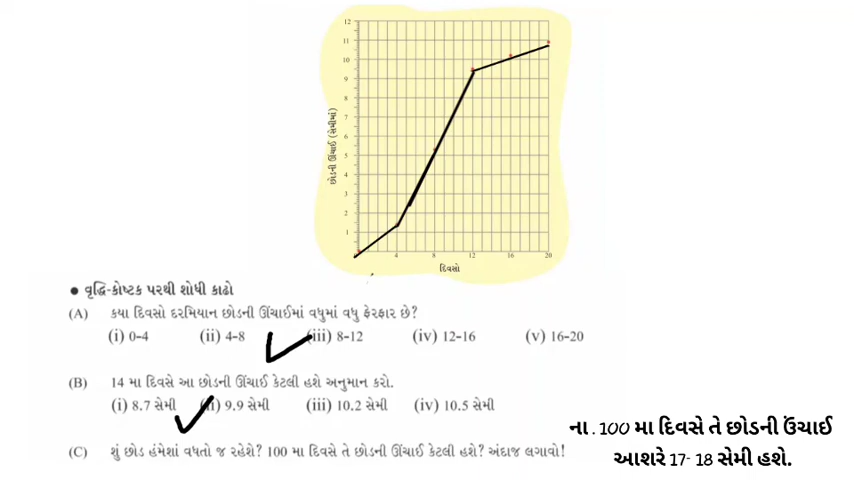 12
11
10
9
8
7
6
5
4
3
2
1
છોડની ઊંચાઈ (સેમીમાં)
4 8 12 16 20
દિવસો
● વૃદ્ધિ-કોષ્ટક પરથી શોધી કાઢો
(A) કયા દિવસો દરમિયાન છોડની ઊંચાઈમાં વધુમાં વધુ ફેરફાર છે?
(i) 0-4 (ii) 4-8 (iii) 8-12 (iv) 12-16 (v) 16-20
(B) 14 મા દિવસે આ છોડની ઊંચાઈ કેટલી હશે અનુમાન કરો.
(i) 8.7 સેમી (ii) 9.9 સેમી (iii) 10.2 સેમી (iv) 10.5 સેમી
(C) શું છોડ હંમેશાં વધતો જ રહેશે? 100 મા દિવસે તે છોડની ઊંચાઈ કેટલી હશે? અંદાજ લગાવો!
ના . 100 મા દિવસે તે છોડની ઉંચાઈ
આશરે 17- 18 સેમી હશે.